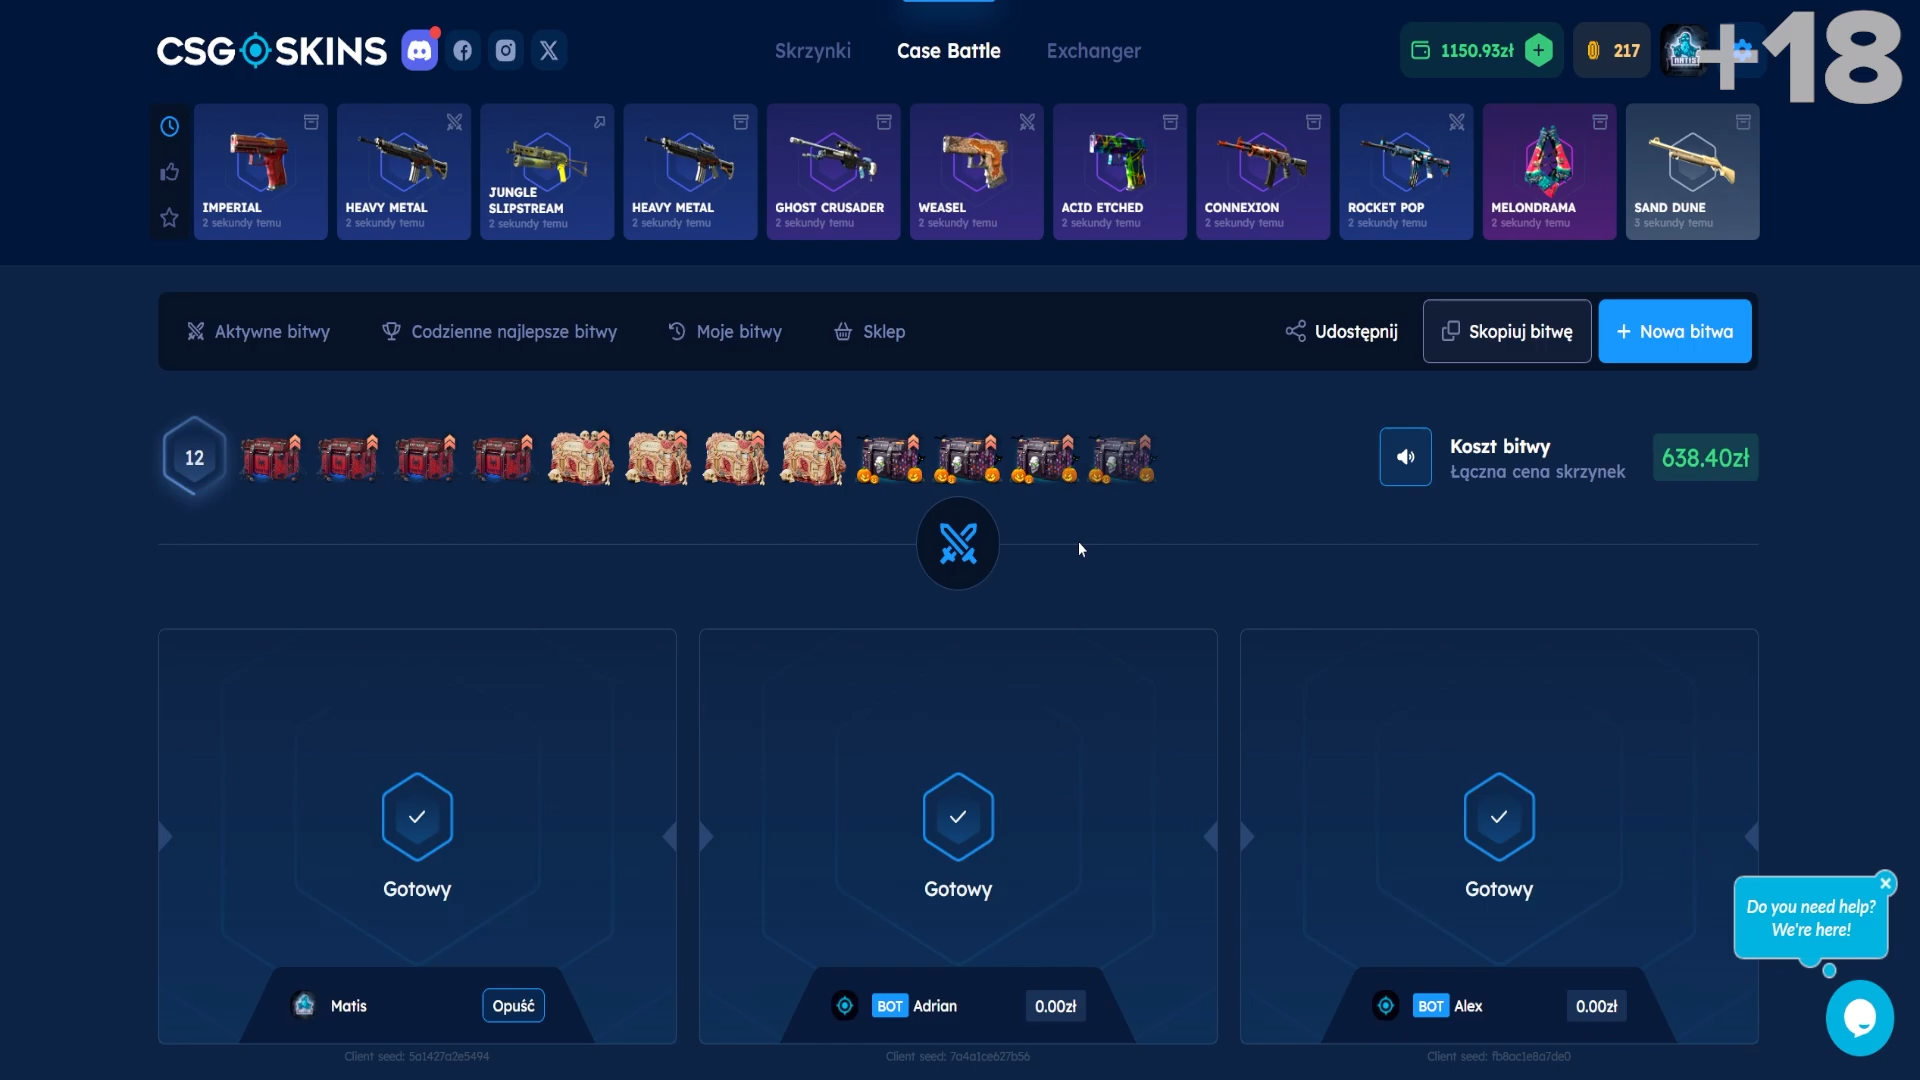 CSGOSKINS
Skrzynki
Case Battle
Exchanger
1150.93zł
217
+18
IMPERIAL
2 sekundy temu
HEAVY METAL
2 sekundy temu
JUNGLE
SLIPSTREAM
2 sekundy temu
HEAVY METAL
2 sekundy temu
GHOST CRUSADER
2 sekundy temu
WEASEL
2 sekundy temu
ACID ETCHED
2 sekundy temu
CONNEXION
2 sekundy temu
ROCKET POP
2 sekundy temu
MELONDRAMA
2 sekundy temu
SAND DUNE
3 sekundy temu
Aktywne bitwy
Codzienne najlepsze bitwy
Moje bitwy
Sklep
Udostępnij
Skopiuj bitwę
+ Nowa bitwa
12
Koszt bitwy
Łączna cena skrzynek
638.40zł
Gotowy
Gotowy
Gotowy
Do you need help?
We're here!
Matis
Opuść
BOT Adrian
0.00zł
BOT Alex
0.00zł
Client seed: 5a1427a2e5494
Client seed: 7a4a1ce627b56
Client seed: fb8ac1e8a7de0